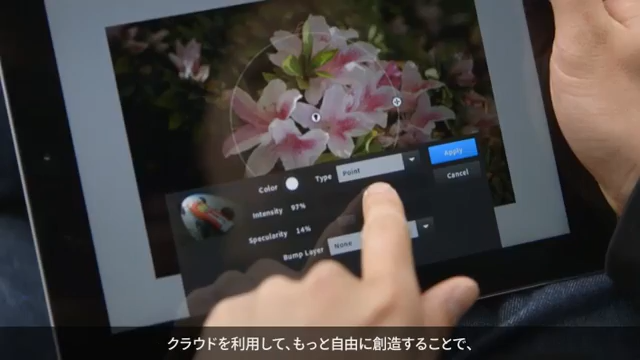 Color Type Point Apply
Intensity 97% Cancel
Specularity 14%
Bump Layer None
クラウドを利用して、もっと自由に創造することで、